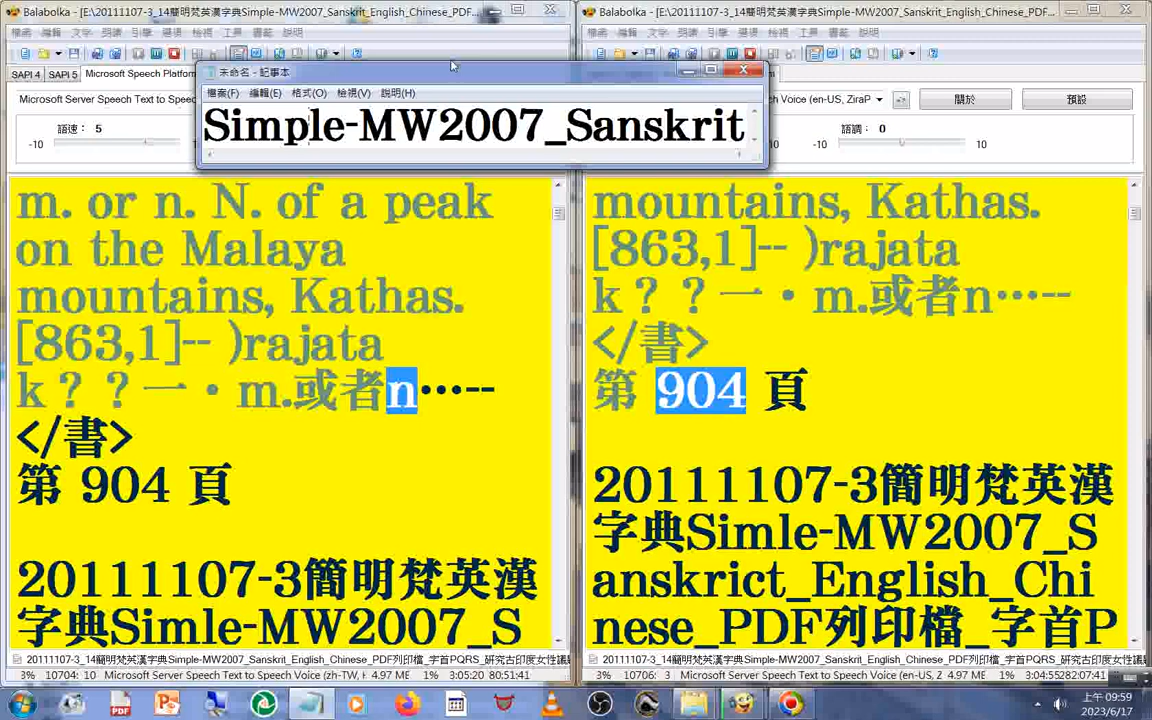 Balabolka - [E:\20111107-3_14簡明梵英漢字典Simple-MW2007_Sanskrit_English_Chinese_PDF...
Balabolka - [E:\20111107-3_14簡明梵英漢字典Simple-MW2007_Sanskrit_English_Chinese_PDF...
SAPI 4 SAPI 5 Microsoft Speech Platform
未命名 - 記事本
檔案(F) 編輯(E) 格式(O) 檢視(V) 說明(H)
Simple-MW2007_Sanskrit
Microsoft Server Speech Text to Spee
Voice (en-US, ZiraP
關於
預設
語速： 5
-10
語調： 0
-10 10
m. or n. N. of a peak
on the Malaya
mountains, Kathas.
[863,1]-- )rajata
k？？一・m.或者n…--
</書>
第 904 頁
20111107-3簡明梵英漢
字典Simle-MW2007_S
mountains, Kathas.
[863,1]-- )rajata
k？？一・m.或者n…--
</書>
第 904 頁
20111107-3簡明梵英漢
字典Simle-MW2007_S
anskrict_English_Chi
nese_PDF列印檔_字首P
20111107-3_14簡明梵英漢字典Simple-MW2007_Sanskrit_English_Chinese_PDF列印檔_字首PQRS_研究古印度女性議
20111107-3_14簡明梵英漢字典Simple-MW2007_Sanskrit_English_Chinese_PDF列印檔_字首PQRS_研究古印度女性議
3% 10704: 10 Microsoft Server Speech Text to Speech Voice (zh-TW, H 4.97 MB 1% 3:05:20 80:51:41
3% 10706: 3 Microsoft Server Speech Text to Speech Voice (en-US, Z 4.97 MB 1% 3:04:55282:07:41
上午 09:59
2023/6/17